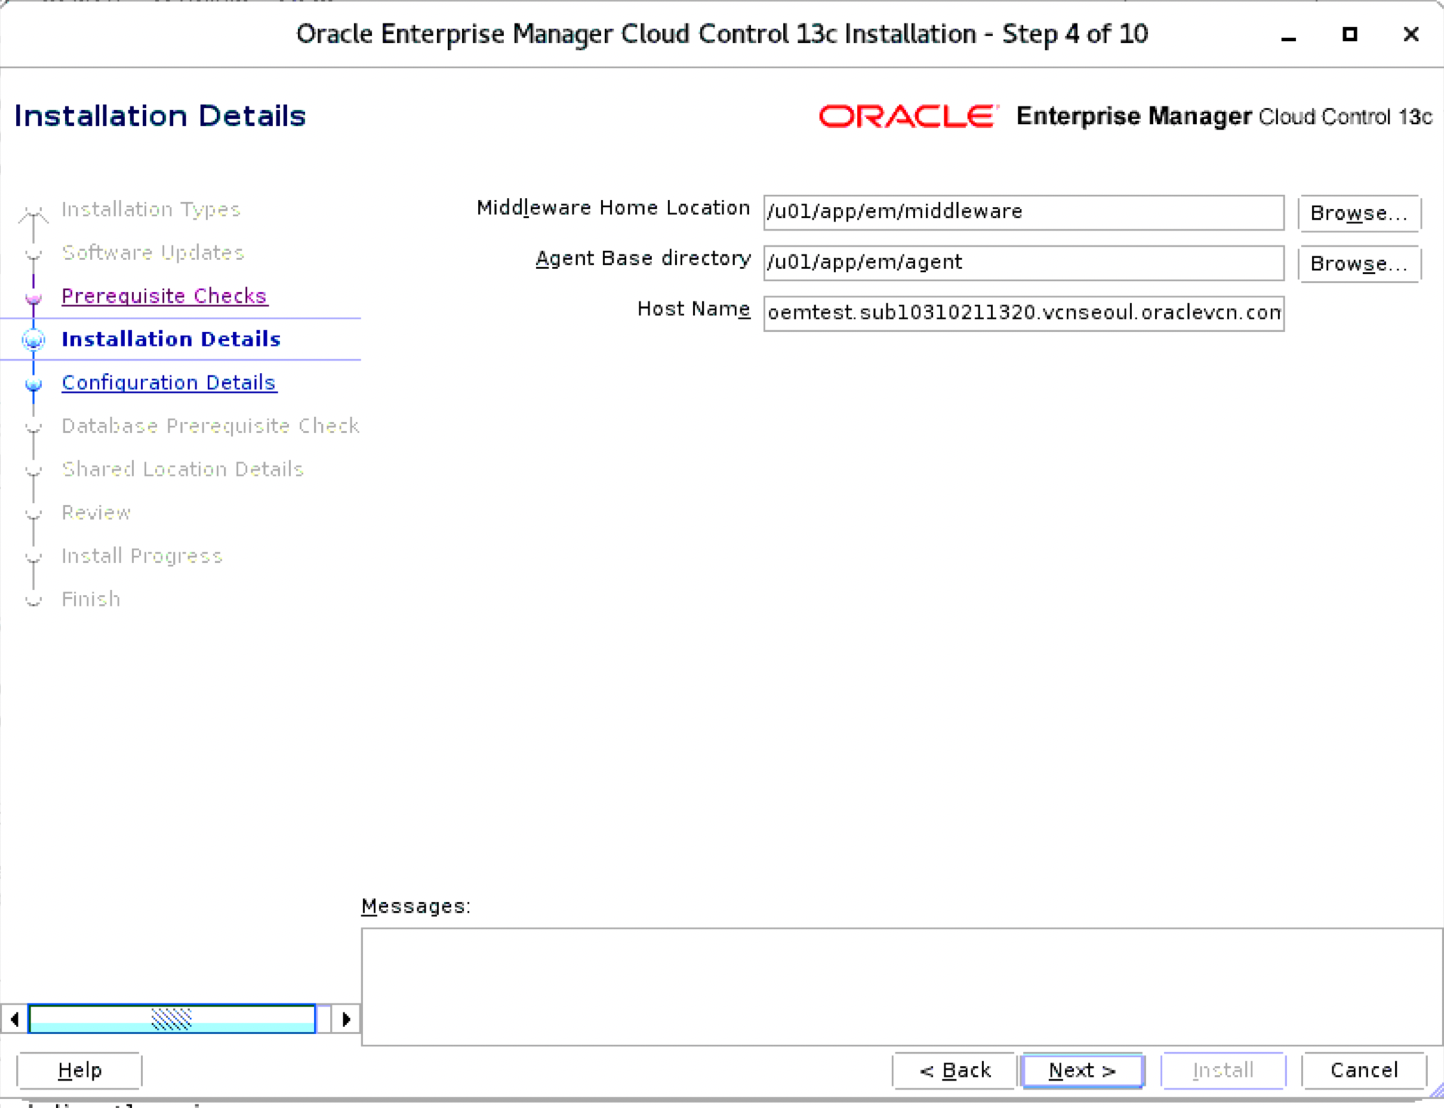 Oracle Enterprise Manager Cloud Control 13c Installation - Step 4 of 10
Installation Details
ORACLE Enterprise Manager Cloud Control 13c
Installation Types
Software Updates
Prerequisite Checks
Installation Details
Configuration Details
Database Prerequisite Check
Shared Location Details
Review
Install Progress
Finish
Middleware Home Location /u01/app/em/middleware Browse...
Agent Base directory /u01/app/em/agent Browse...
Host Name oemtest.sub10310211320.vcnseoul.oraclevcn.com
Messages:
Help < Back Next > Install Cancel